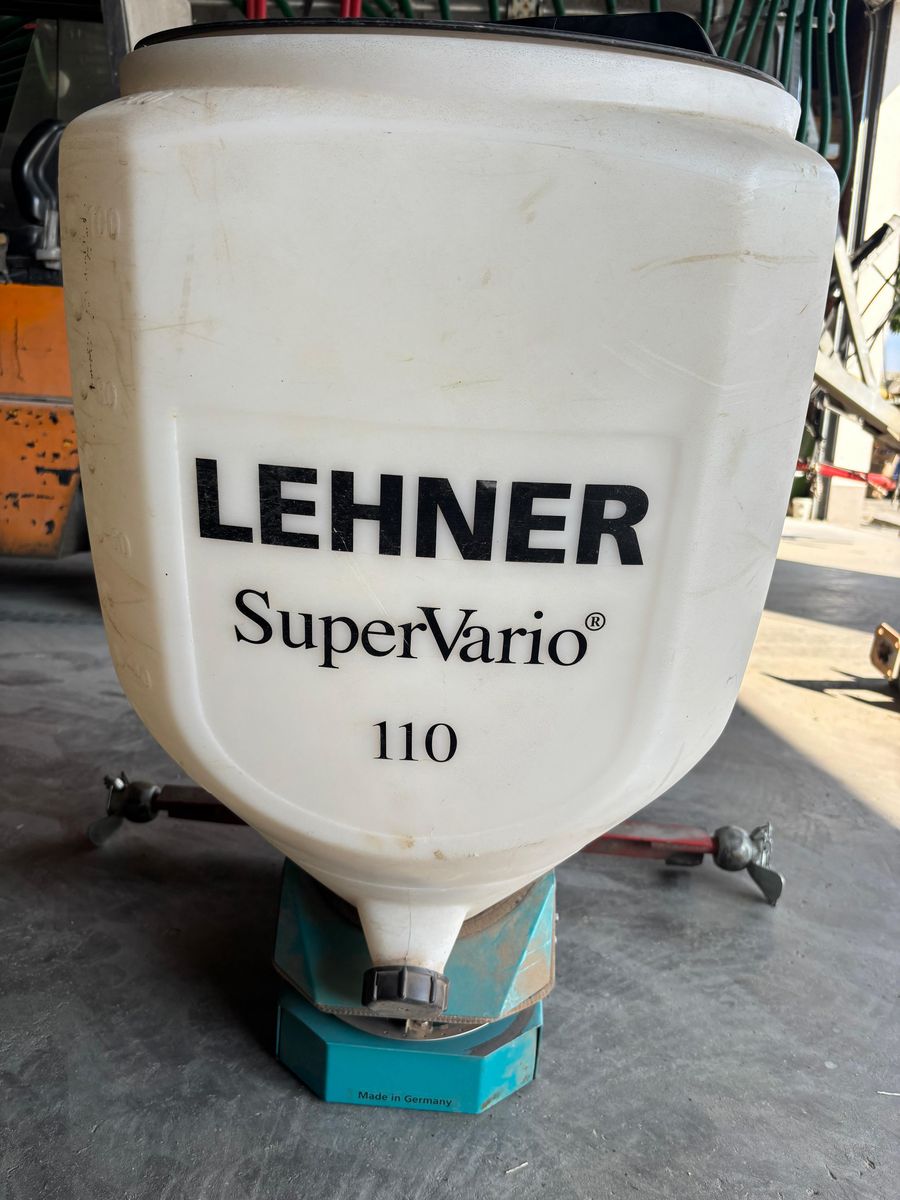 LEHNER
SuperVario®
110
Made in Germany